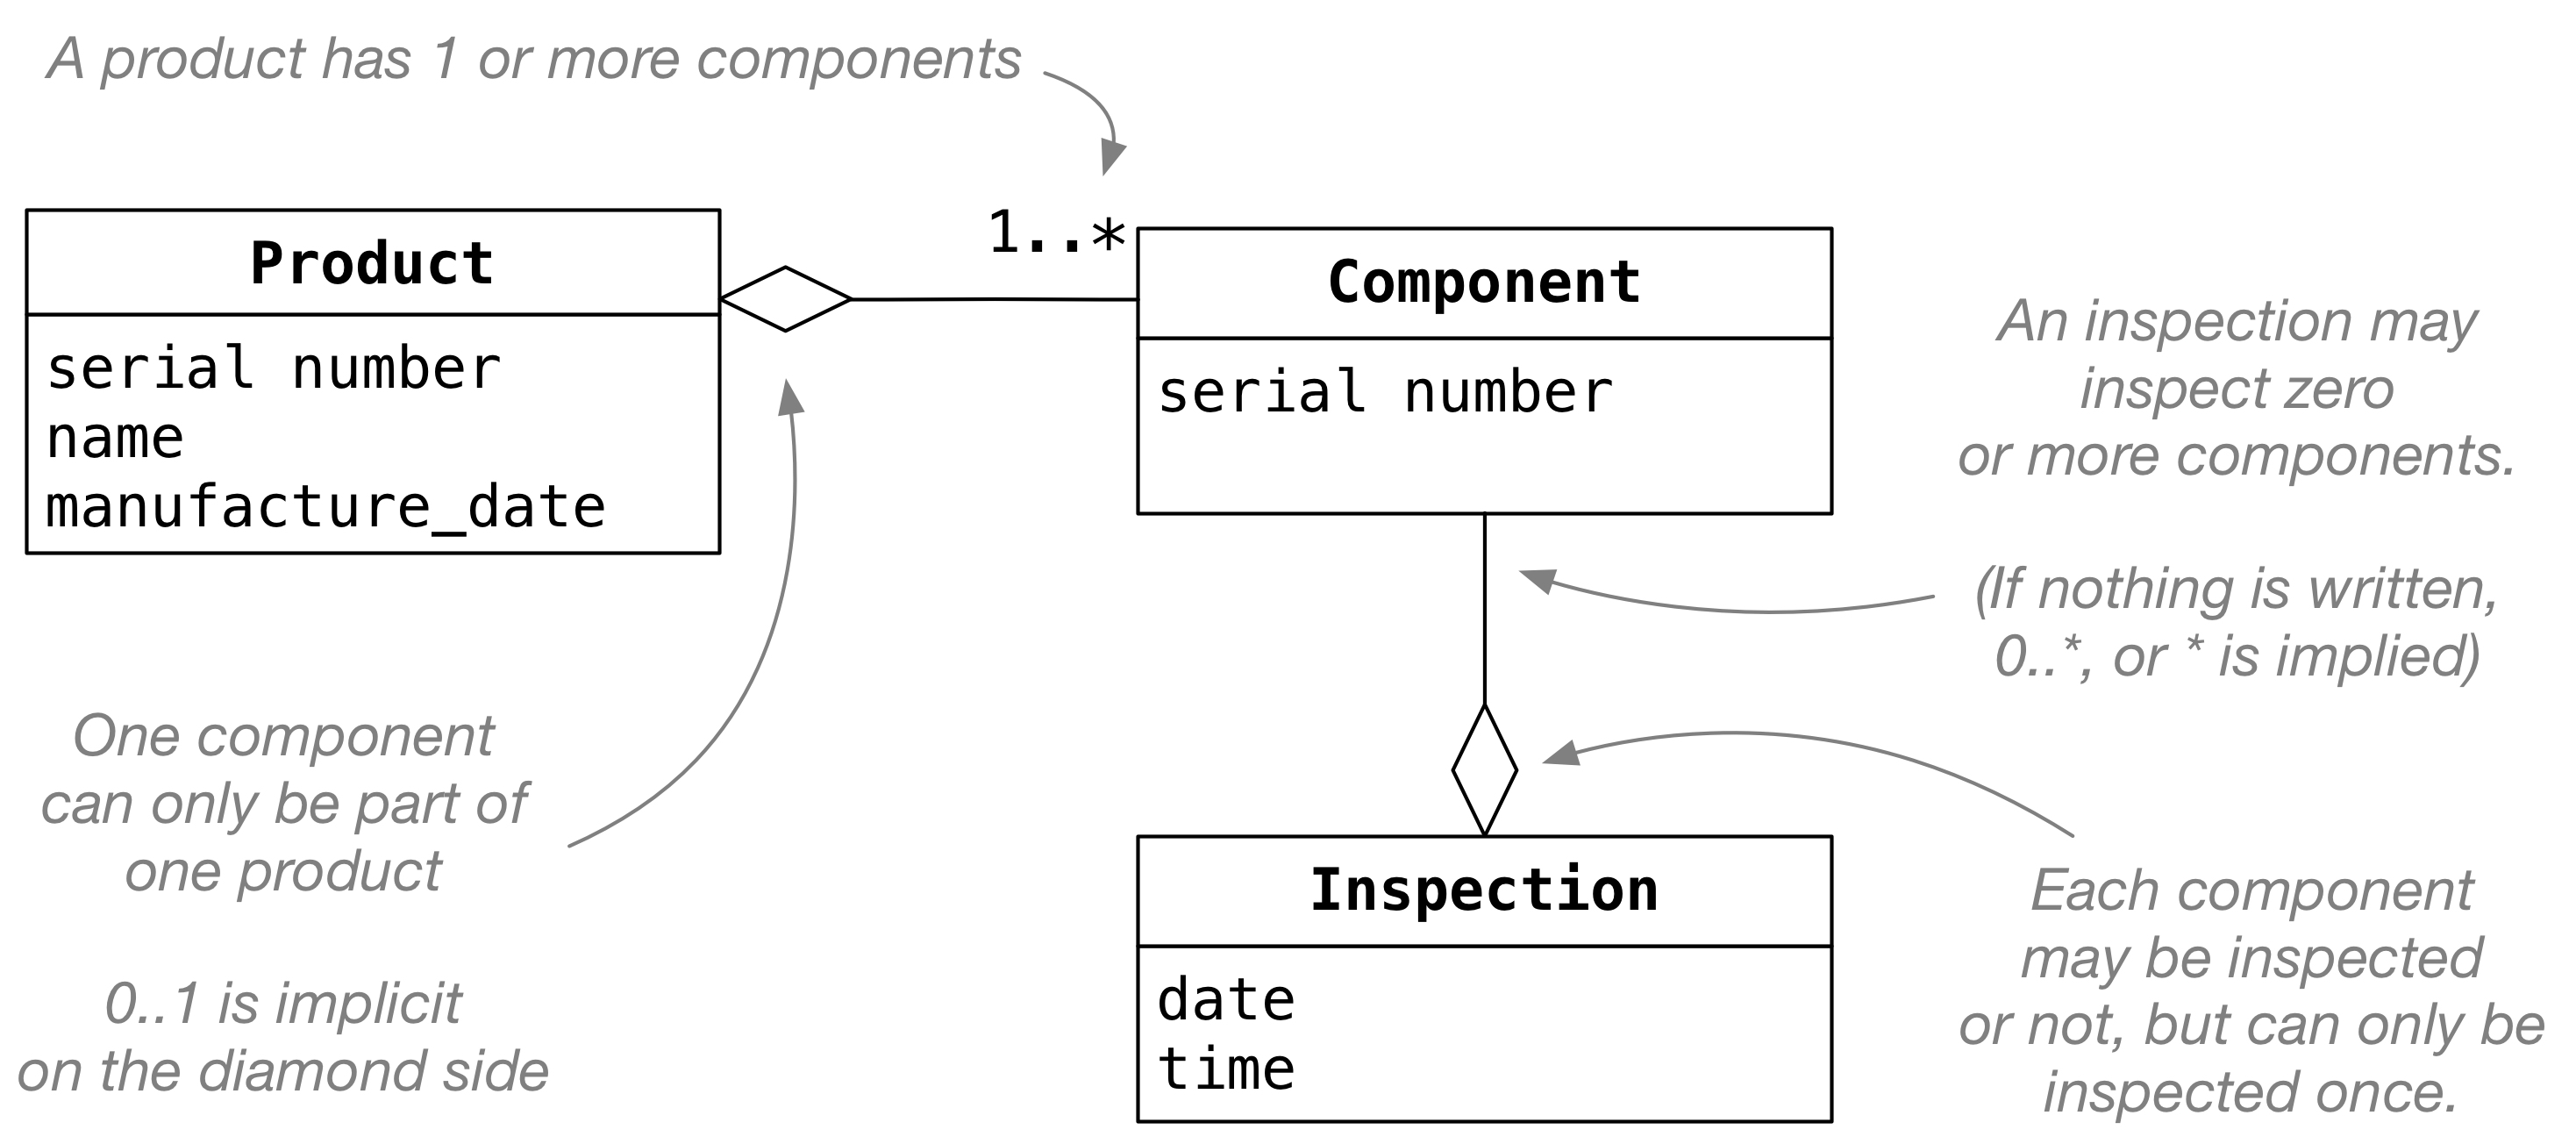 A product has 1 or more components
1..*
Product
serial number
name
manufacture_date
Component
serial number
An inspection may
inspect zero
or more components.
(If nothing is written,
0..*, or * is implied)
One component
can only be part of
one product
0..1 is implicit
on the diamond side
Inspection
date
time
Each component
may be inspected
or not, but can only be
inspected once.